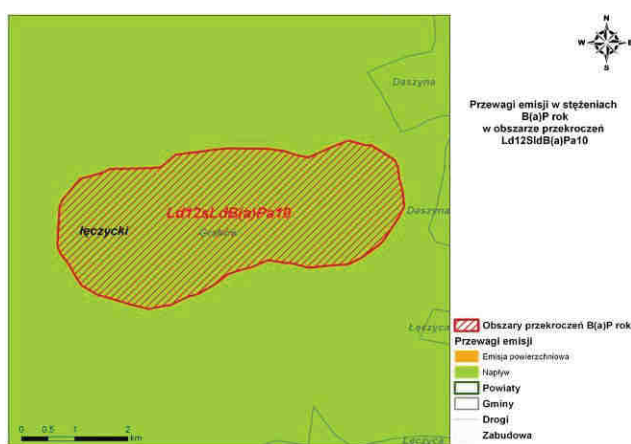 N
W
E
S
Przewagi emisji w stężeniach
B(a)P rok
w obszarze przekroczeń
Ld12SldB(a)Pa10
Daszyna
Ld12sLdB(a)Pa10
łęczycki
Grabów
Daszyna
Łęczyca
Łęczyca
0 0.5 1 2
km
Obszary przekroczeń B(a)P rok
Przewagi emisji
Emisja powierzchniowa
Napływ
Powiaty
Gminy
Drogi
Zabudowa